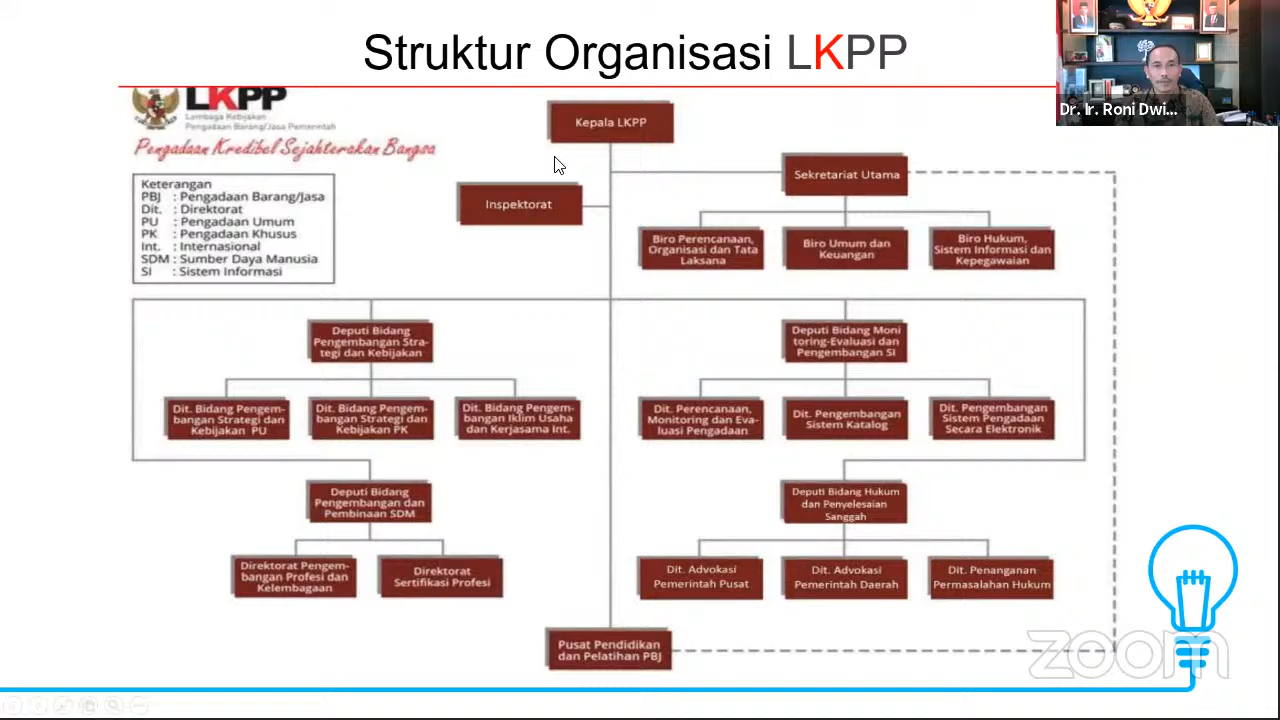 Struktur Organisasi LKPP
Dr. Ir. Roni Dwi...
LKPP
Lembaga Kebijakan
Pengadaan Barang/Jasa Pemerintah
Pengadaan Kredibel Sejahterakan Bangsa
Kepala LKPP
Sekretariat Utama
Inspektorat
Keterangan
PBJ : Pengadaan Barang/Jasa
Dit. : Direktorat
PU : Pengadaan Umum
PK : Pengadaan Khusus
Int. : Internasional
SDM : Sumber Daya Manusia
SI : Sistem Informasi
Biro Perencanaan,
Organisasi dan Tata
Laksana
Biro Umum dan
Keuangan
Biro Hukum,
Sistem Informasi dan
Kepegawaian
Deputi Bidang
Pengembangan Stra-
tegi dan Kebijakan
Deputi Bidang Moni
toring-Evaluasi dan
Pengembangan SI
Dit. Bidang Pengem-
bangan Strategi dan
Kebijakan PU
Dit. Bidang Pengem-
bangan Strategi dan
Kebijakan PK
Dit. Bidang Pengem-
bangan Iklim Usaha
dan Kerjasama Int.
Dit. Perencanaan,
Monitoring dan Eva-
luasi Pengadaan
Dit. Pengembangan
Sistem Katalog
Dit. Pengembangan
Sistem Pengadaan
Secara Elektronik
Deputi Bidang
Pengembangan dan
Pembinaan SDM
Deputi Bidang Hukum
dan Penyelesaian
Sanggah
Direktorat Pengem-
bangan Profesi dan
Kelembagaan
Direktorat
Sertifikasi Profesi
Dit. Advokasi
Pemerintah Pusat
Dit. Advokasi
Pemerintah Daerah
Dit. Penanganan
Permasalahan Hukum
Pusat Pendidikan
dan Pelatihan PBJ
zoom